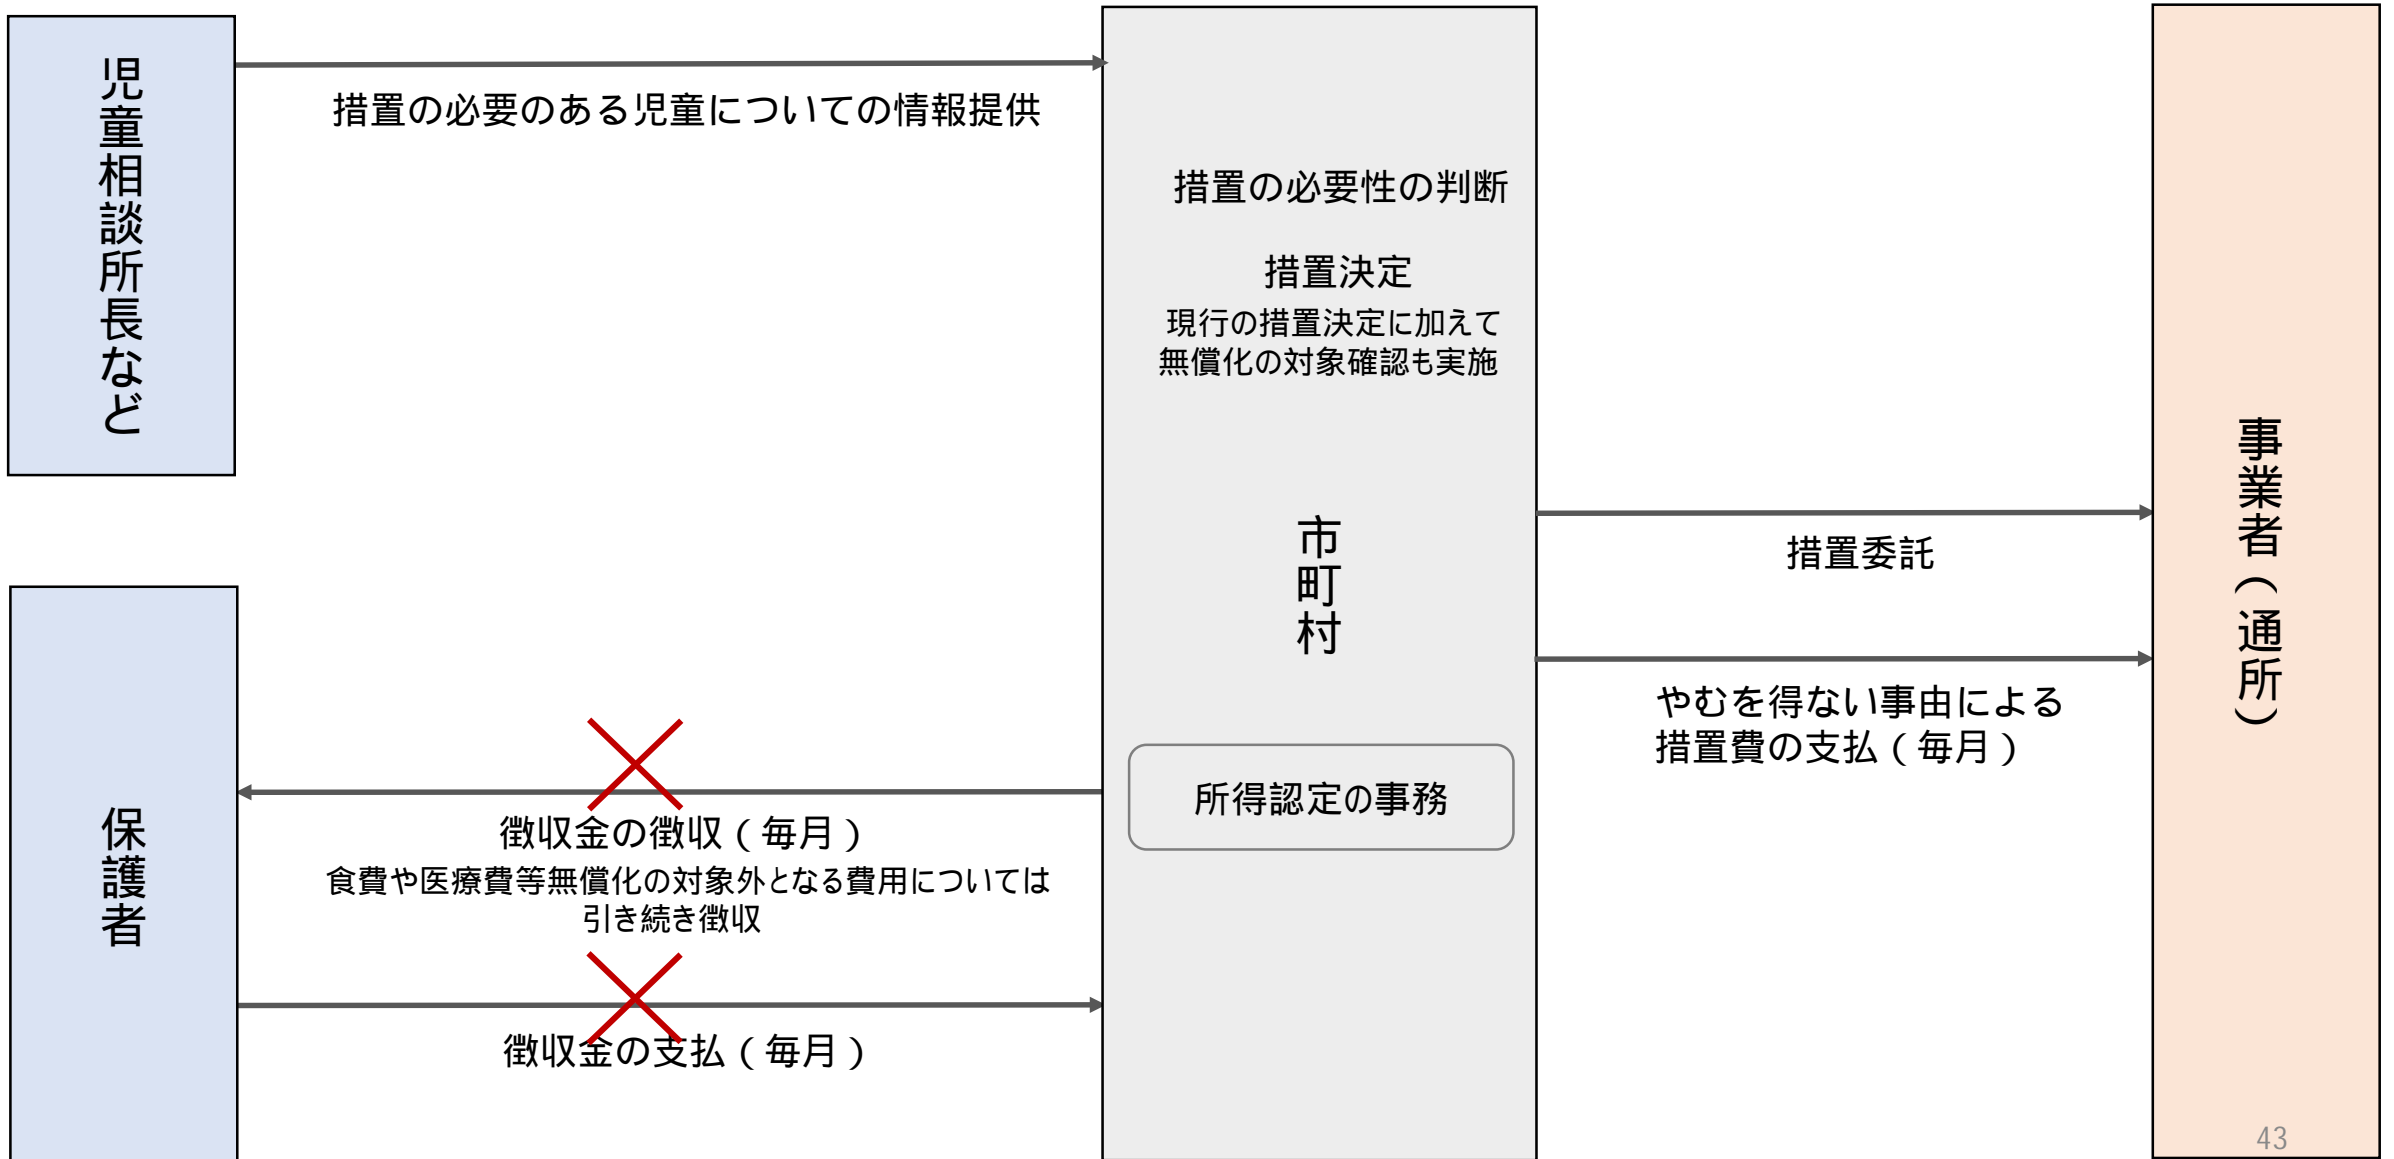 児童相談所長など
措置の必要のある児童についての情報提供
措置の必要性の判断
措置決定
現行の措置決定に加えて
無償化の対象確認も実施
市町村
所得認定の事務
措置委託
やむを得ない事由による
措置費の支払(毎月)
事業者(通所)
保護者
徴収金の徴収(毎月)
食費や医療費等無償化の対象外となる費用については
引き続き徴収
徴収金の支払(毎月)
43